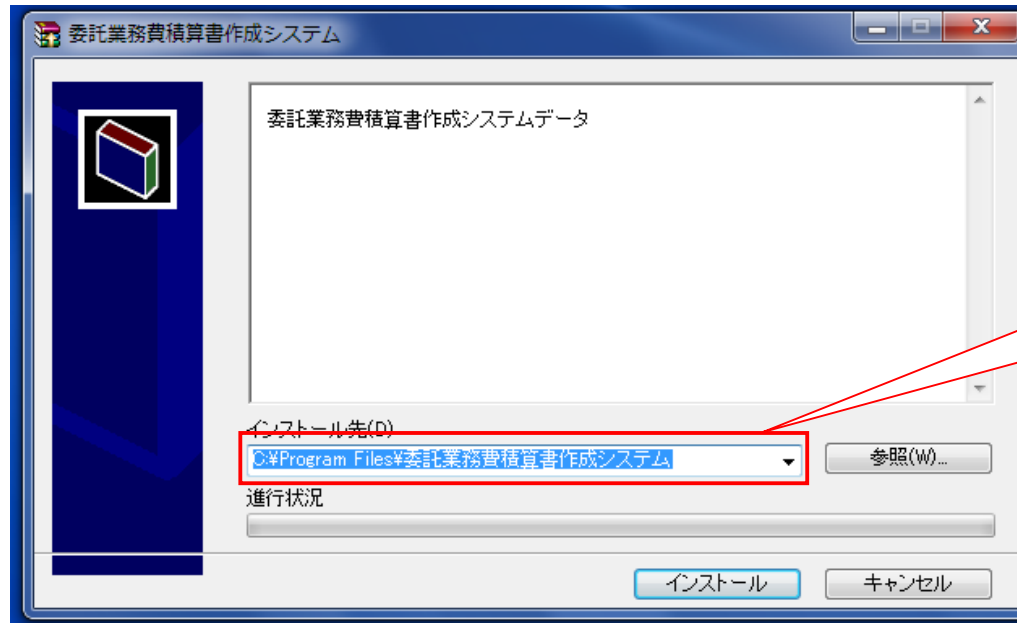 委託業務費積算書作成システム
委託業務費積算書作成システムデータ
インストール先(D)
C:¥Program Files¥委託業務費積算書作成システム
参照(W)...
進行状況
インストール
キャンセル